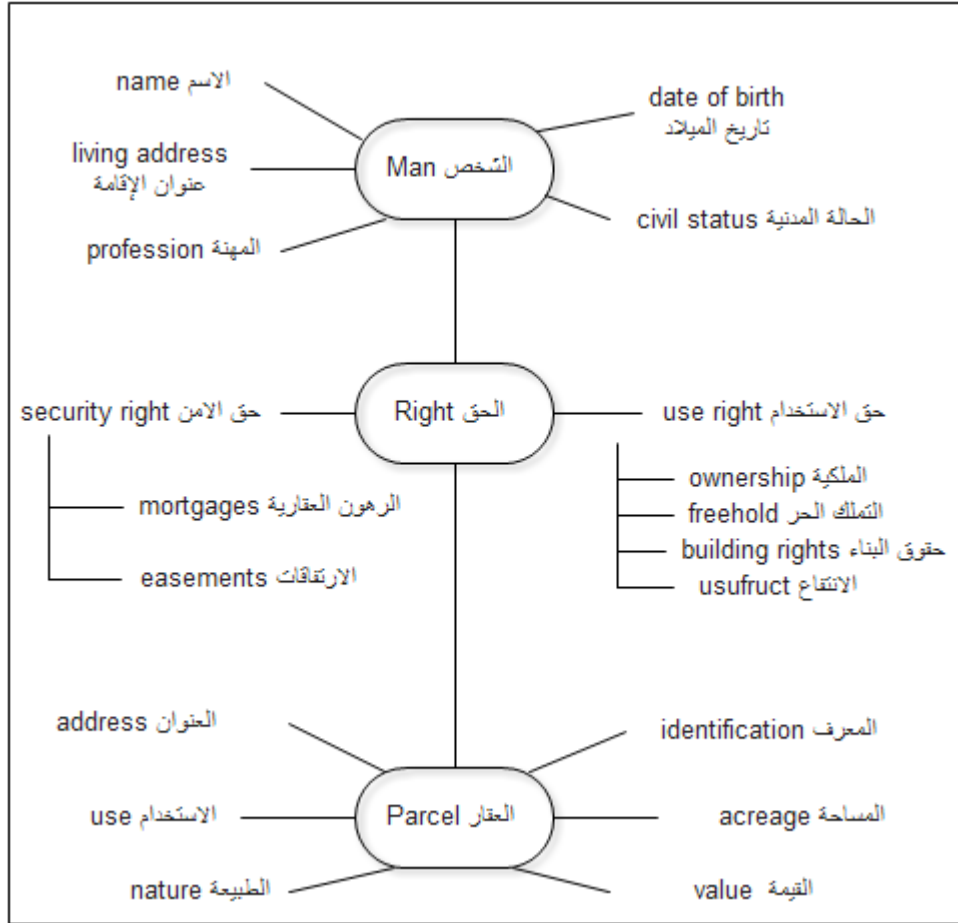 name الاسم
date of birth
تاريخ الميلاد
living address
عنوان الإقامة
Man الشخص
civil status الحالة المدنية
profession المهنة
security right حق الامن
Right الحق
use right حق الاستخدام
mortgages الرهون العقارية
easements الارتفاقات
ownership الملكية
freehold التملك الحر
building rights حقوق البناء
usufruct الانتفاع
address العنوان
identification المعرف
use الاستخدام
Parcel العقار
acreage المساحة
nature الطبيعة
value القيمة